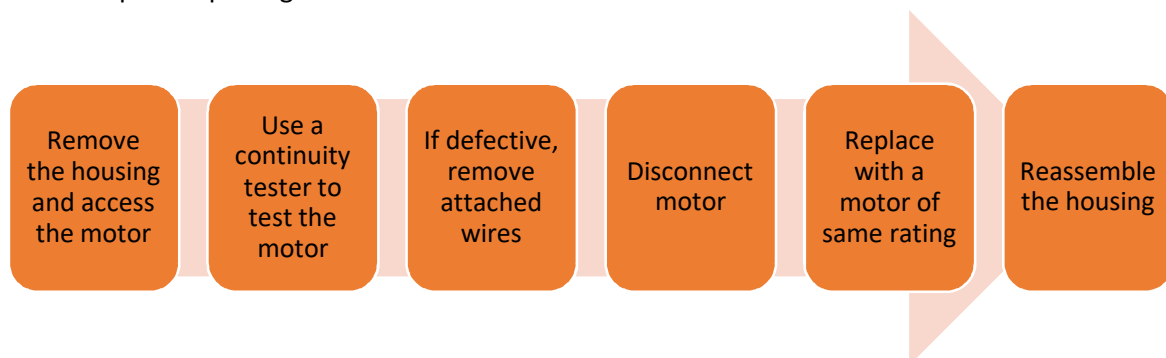 Remove
the housing
and access
the motor
Use a
continuity
tester to
test the
motor
If defective,
remove
attached
wires
Disconnect
motor
Replace
with a
motor of
same rating
Reassemble
the housing